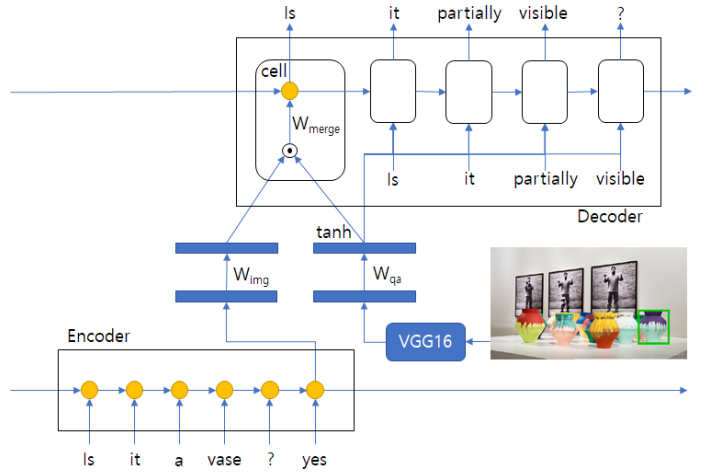 Is it partially visible ?
cell
W_merge
Is it partially visible
Decoder
tanh
W_img W_qa
VGG16
Encoder
Is it a vase ? yes